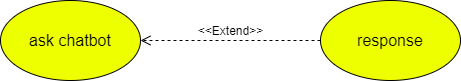 ask chatbot
<<Extend>>
response